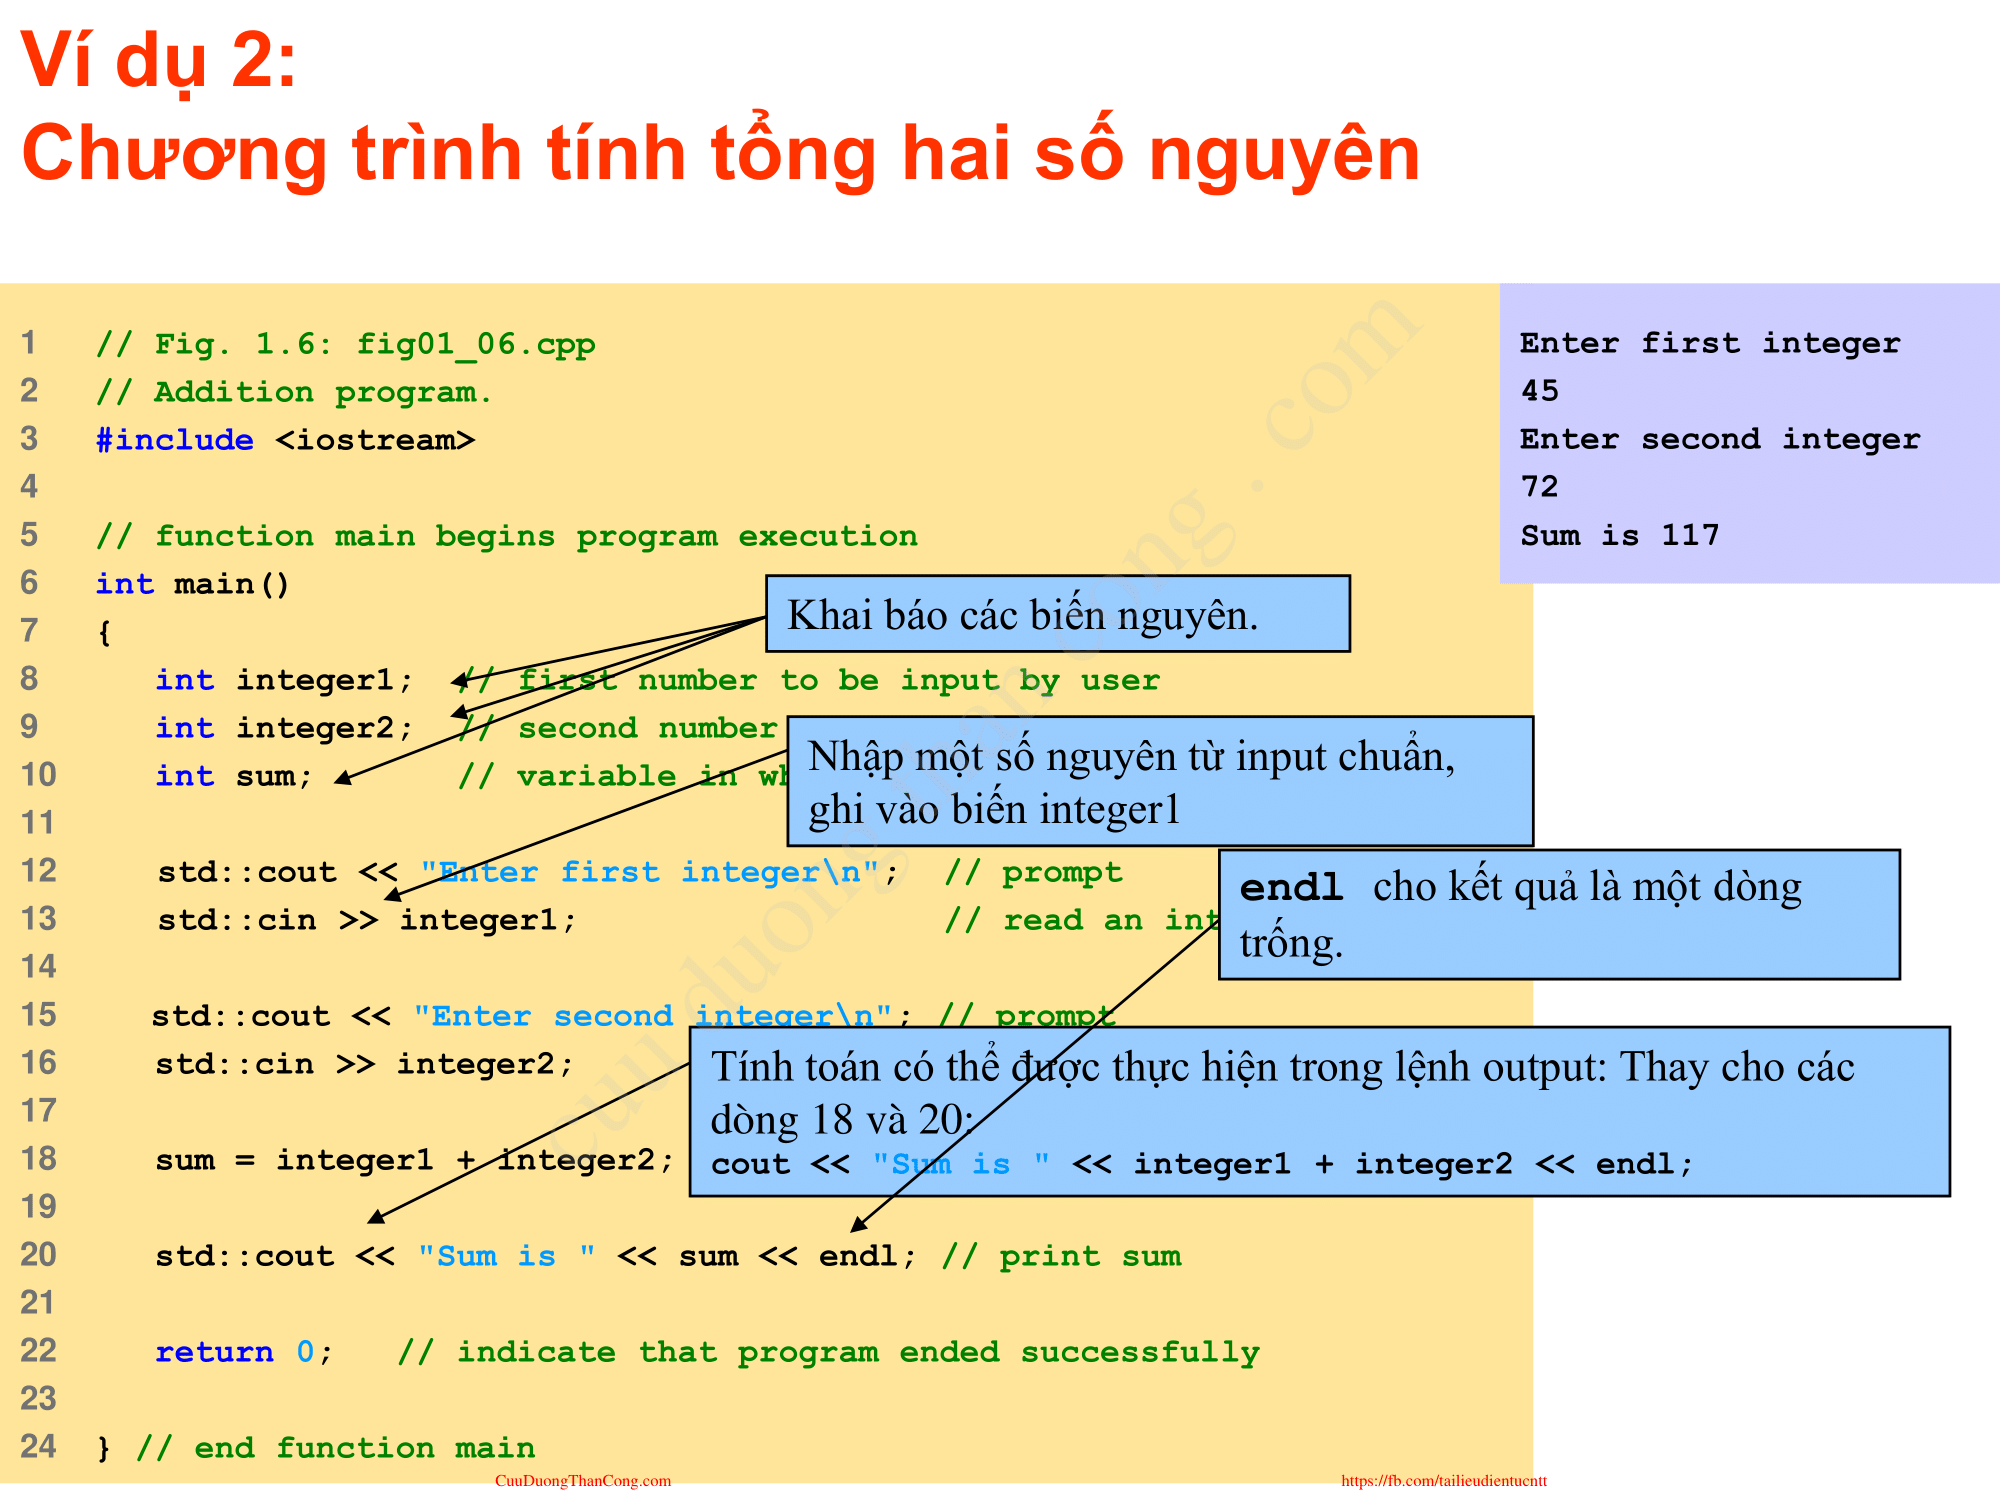 Ví dụ 2:
Chương trình tính tổng hai số nguyên
1 // Fig. 1.6: fig01_06.cpp
2 // Addition program.
3 #include <iostream>
4
5 // function main begins program execution
6 int main()
7 {
8 int integer1; // first number to be input by user
9 int integer2; // second number
10 int sum; // variable in
11
12 std::cout << "Enter first integer\n"; // prompt
13 std::cin >> integer1; // read an int
14
15 std::cout << "Enter second integer\n"; // prompt
16 std::cin >> integer2;
17
18 sum = integer1 + integer2;
19
20 std::cout << "Sum is " << sum << endl; // print sum
21
22 return 0; // indicate that program ended successfully
23
24 } // end function main
Enter first integer
45
Enter second integer
72
Sum is 117
Khai báo các biến nguyên.
Nhập một số nguyên từ input chuẩn,
ghi vào biến integer1
endl cho kết quả là một dòng
trống.
Tính toán có thể được thực hiện trong lệnh output: Thay cho các
dòng 18 và 20:
cout << "Sum is " << integer1 + integer2 << endl;
cuu duong than cong . com
CuuDuongThanCong.com
https://fb.com/tailieudientucntt